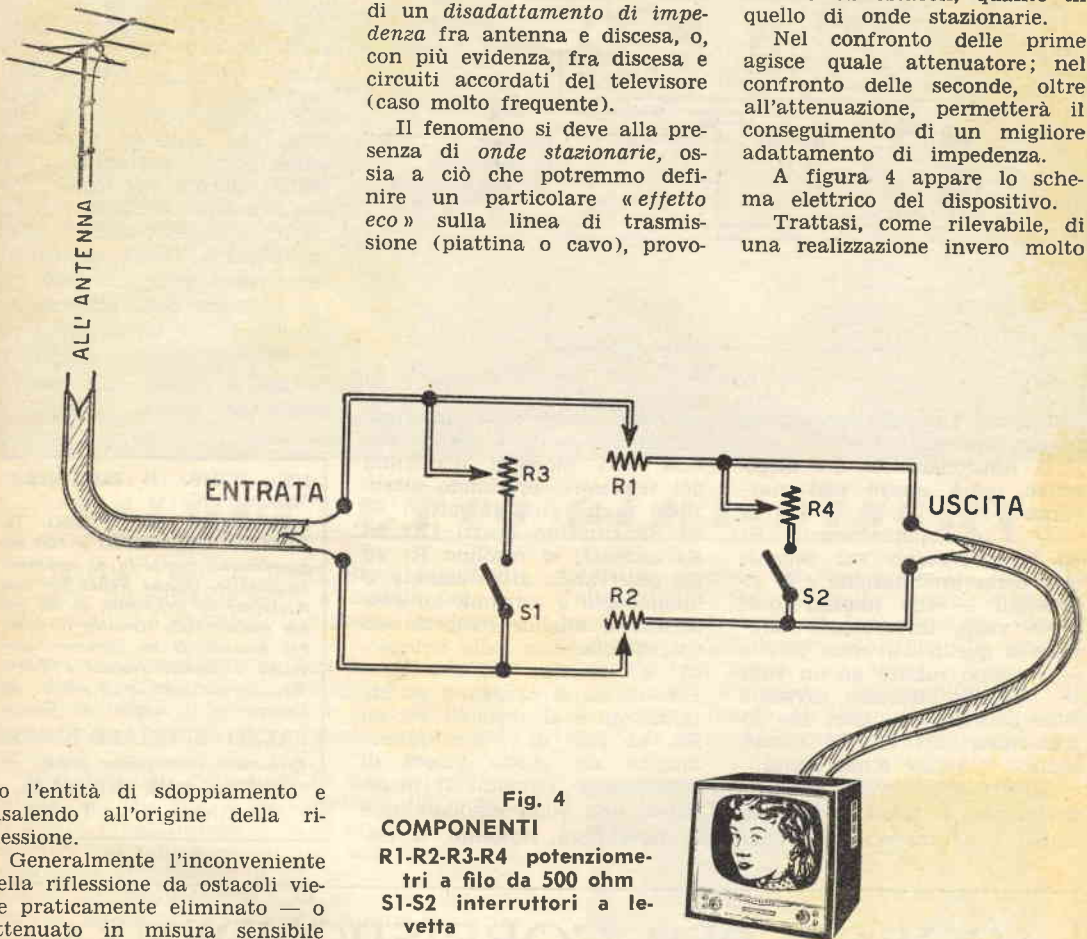 di un disadattamento di impe-
denza fra antenna e discesa, o,
con più evidenza, fra discesa e
circuiti accordati del televisore
(caso molto frequente).
Il fenomeno si deve alla pre-
senza di onde stazionarie, os-
sia a ciò che potremmo defi-
nire un particolare « effetto
eco » sulla linea di trasmis-
sione (piattina o cavo), provo-
quello di onde stazionarie.
Nel confronto delle prime
agisce quale attenuatore; nel
confronto delle seconde, oltre
all'attenuazione, permetterà il
conseguimento di un migliore
adattamento di impedenza.
A figura 4 appare lo sche-
ma elettrico del dispositivo.
Trattasi, come rilevabile, di
una realizzazione invero molto
ALL' ANTENNA
ENTRATA
R3
S1
R1
R2
R4
S2
USCITA
o l'entità di sdoppiamento e
salendo all'origine della ri-
essione.
Generalmente l'inconveniente
ella riflessione da ostacoli vie-
e praticamente eliminato — o
ttenuato in misura sensibile
Fig. 4
COMPONENTI
R1-R2-R3-R4 potenziome-
tri a filo da 500 ohm
S1-S2 interruttori a le-
vetta